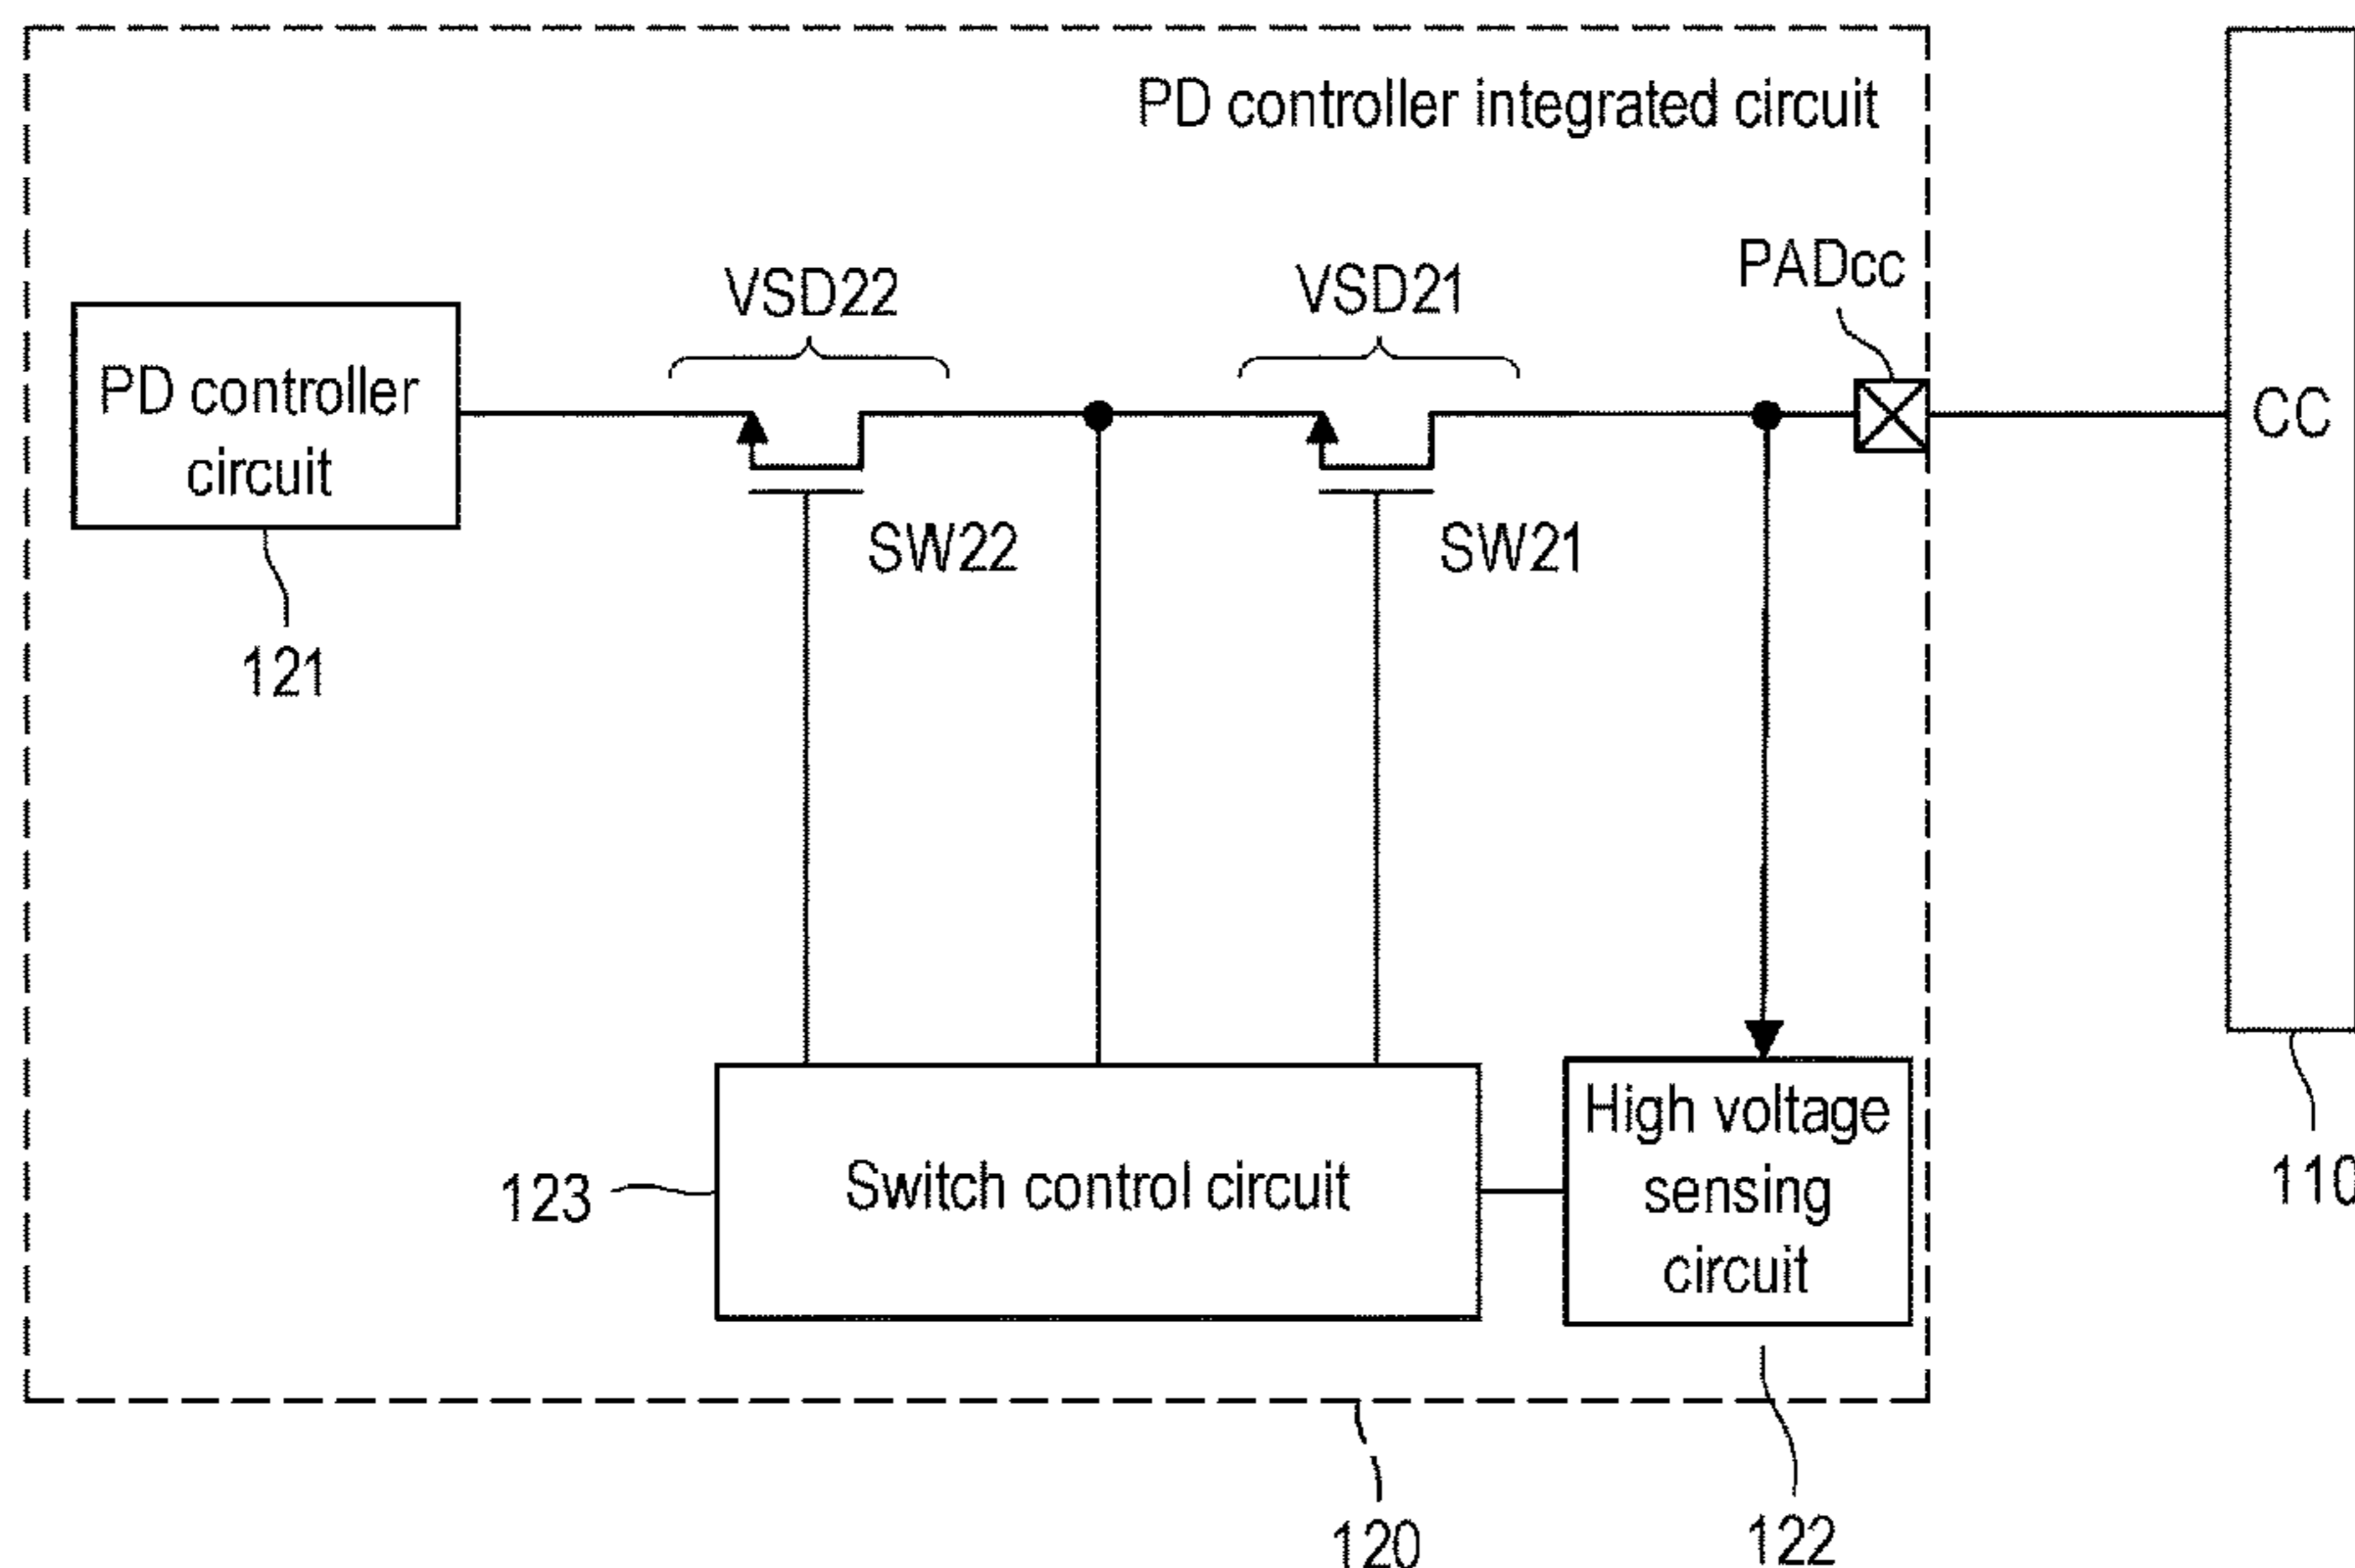 PD controller integrated circuit
PADcc
VSD22
VSD21
PD controller
circuit
CC
SW22
SW21
121
High voltage
sensing
circuit
Switch control circuit
123
110
120
122